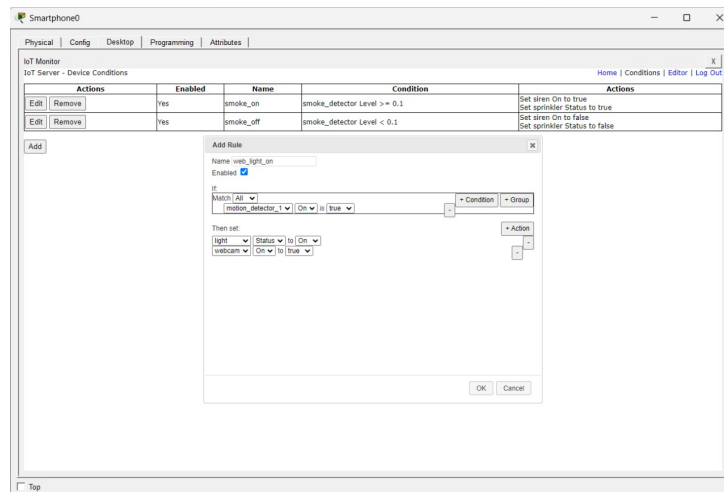 Smartphone0
Physical Config Desktop Programming Attributes
IoT Monitor X
IoT Server - Device Conditions Home | Conditions | Editor | Log Out
Actions Enabled Name Condition Actions
Edit Remove Yes smoke_on smoke_detector Level >= 0.1 Set siren On to true
Set sprinkler Status to true
Edit Remove Yes smoke_off smoke_detector Level < 0.1 Set siren On to false
Set sprinkler Status to false
Add
Add Rule
Name web_light_on
Enabled
If:
Match All + Condition + Group
motion_detector_1 On is true -
Then set: + Action
light Status to On -
webcam On to true -
OK Cancel
Top